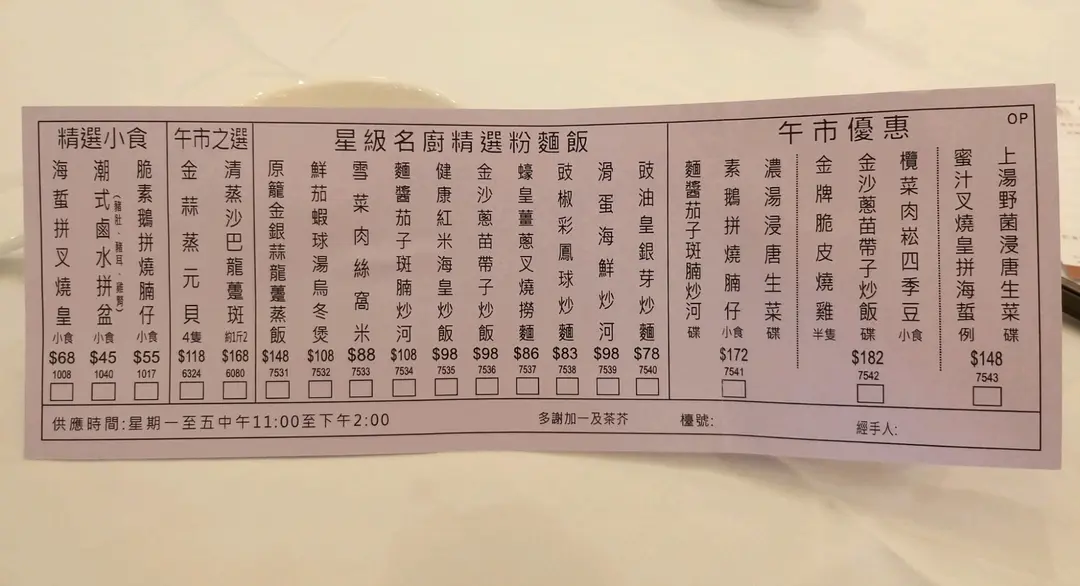 精選小食
海蜇拼叉燒皇
小食
$68
1008
潮式鹵水拼盆
(豬肚、豬耳、雞腎)
小食
$45
1040
脆素鵝拼燒腩仔
小食
$55
1017
午市之選
金蒜蒸元貝
4隻
$118
6324
清蒸沙巴龍躉斑
約1斤2
$168
6080
星級名廚精選粉麵飯
原籠金銀蒜龍躉蒸飯
$148
7531
鮮茄蝦球湯烏冬煲
$108
7532
雪菜肉絲窩米
$88
7533
麵醬茄子斑腩炒河
$108
7534
健康紅米海皇炒飯
$98
7535
金沙蔥苗帶子炒飯
$98
7536
蠔皇薑蔥叉燒撈麵
$86
7537
豉椒彩鳳球炒麵
$83
7538
滑蛋海鮮炒河
$98
7539
豉油皇銀芽炒麵
$78
7540
午市優惠
OP
麵醬茄子斑腩炒河
碟
素鵝拼燒腩仔
小食
濃湯浸唐生菜
碟
$172
7541
金牌脆皮燒雞
半隻
金沙蔥苗帶子炒飯
碟
欖菜肉崧四季豆
小食
$182
7542
蜜汁叉燒皇拼海蜇
例
上湯野菌浸唐生菜
碟
$148
7543
供應時間:星期一至五中午11:00至下午2:00
多謝加一及茶芥
檯號:
經手人: